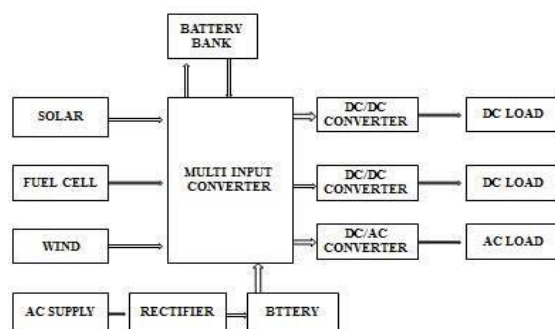 BATTERY
BANK
SOLAR
DC/DC
CONVERTER
DC LOAD
FUEL CELL
MULTI INPUT
CONVERTER
DC/DC
CONVERTER
DC LOAD
WIND
DC/AC
CONVERTER
AC LOAD
AC SUPPLY
RECTIFIER
BTTERY